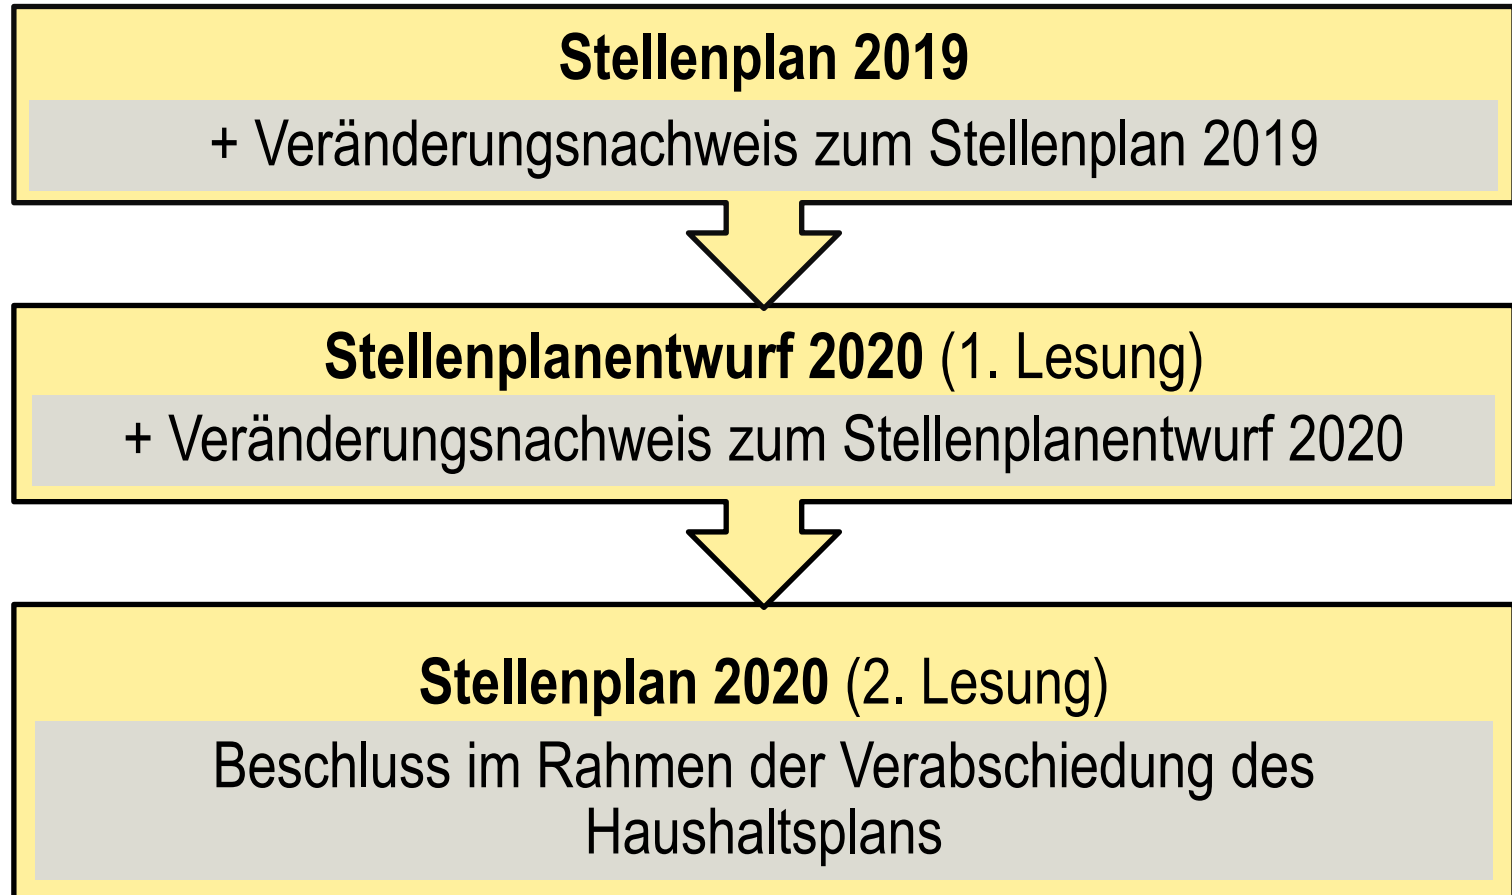 Stellenplan 2019
+ Veränderungsnachweis zum Stellenplan 2019
Stellenplanentwurf 2020 (1. Lesung)
+ Veränderungsnachweis zum Stellenplanentwurf 2020
Stellenplan 2020 (2. Lesung)
Beschluss im Rahmen der Verabschiedung des
Haushaltsplans